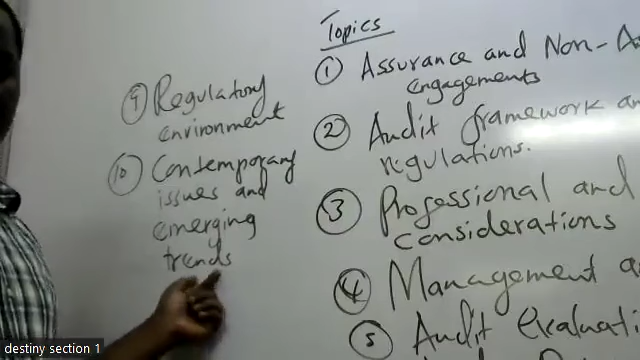 Topics
① Assurance and Non-A
engagements
② Audit framework an
regulations.
③ Professional and
considerations
④ Management a
⑤ Audit Evaluati
⑨ Regulatory
environment
⑩ Contemporary
issues and
emerging
trends
destiny section 1